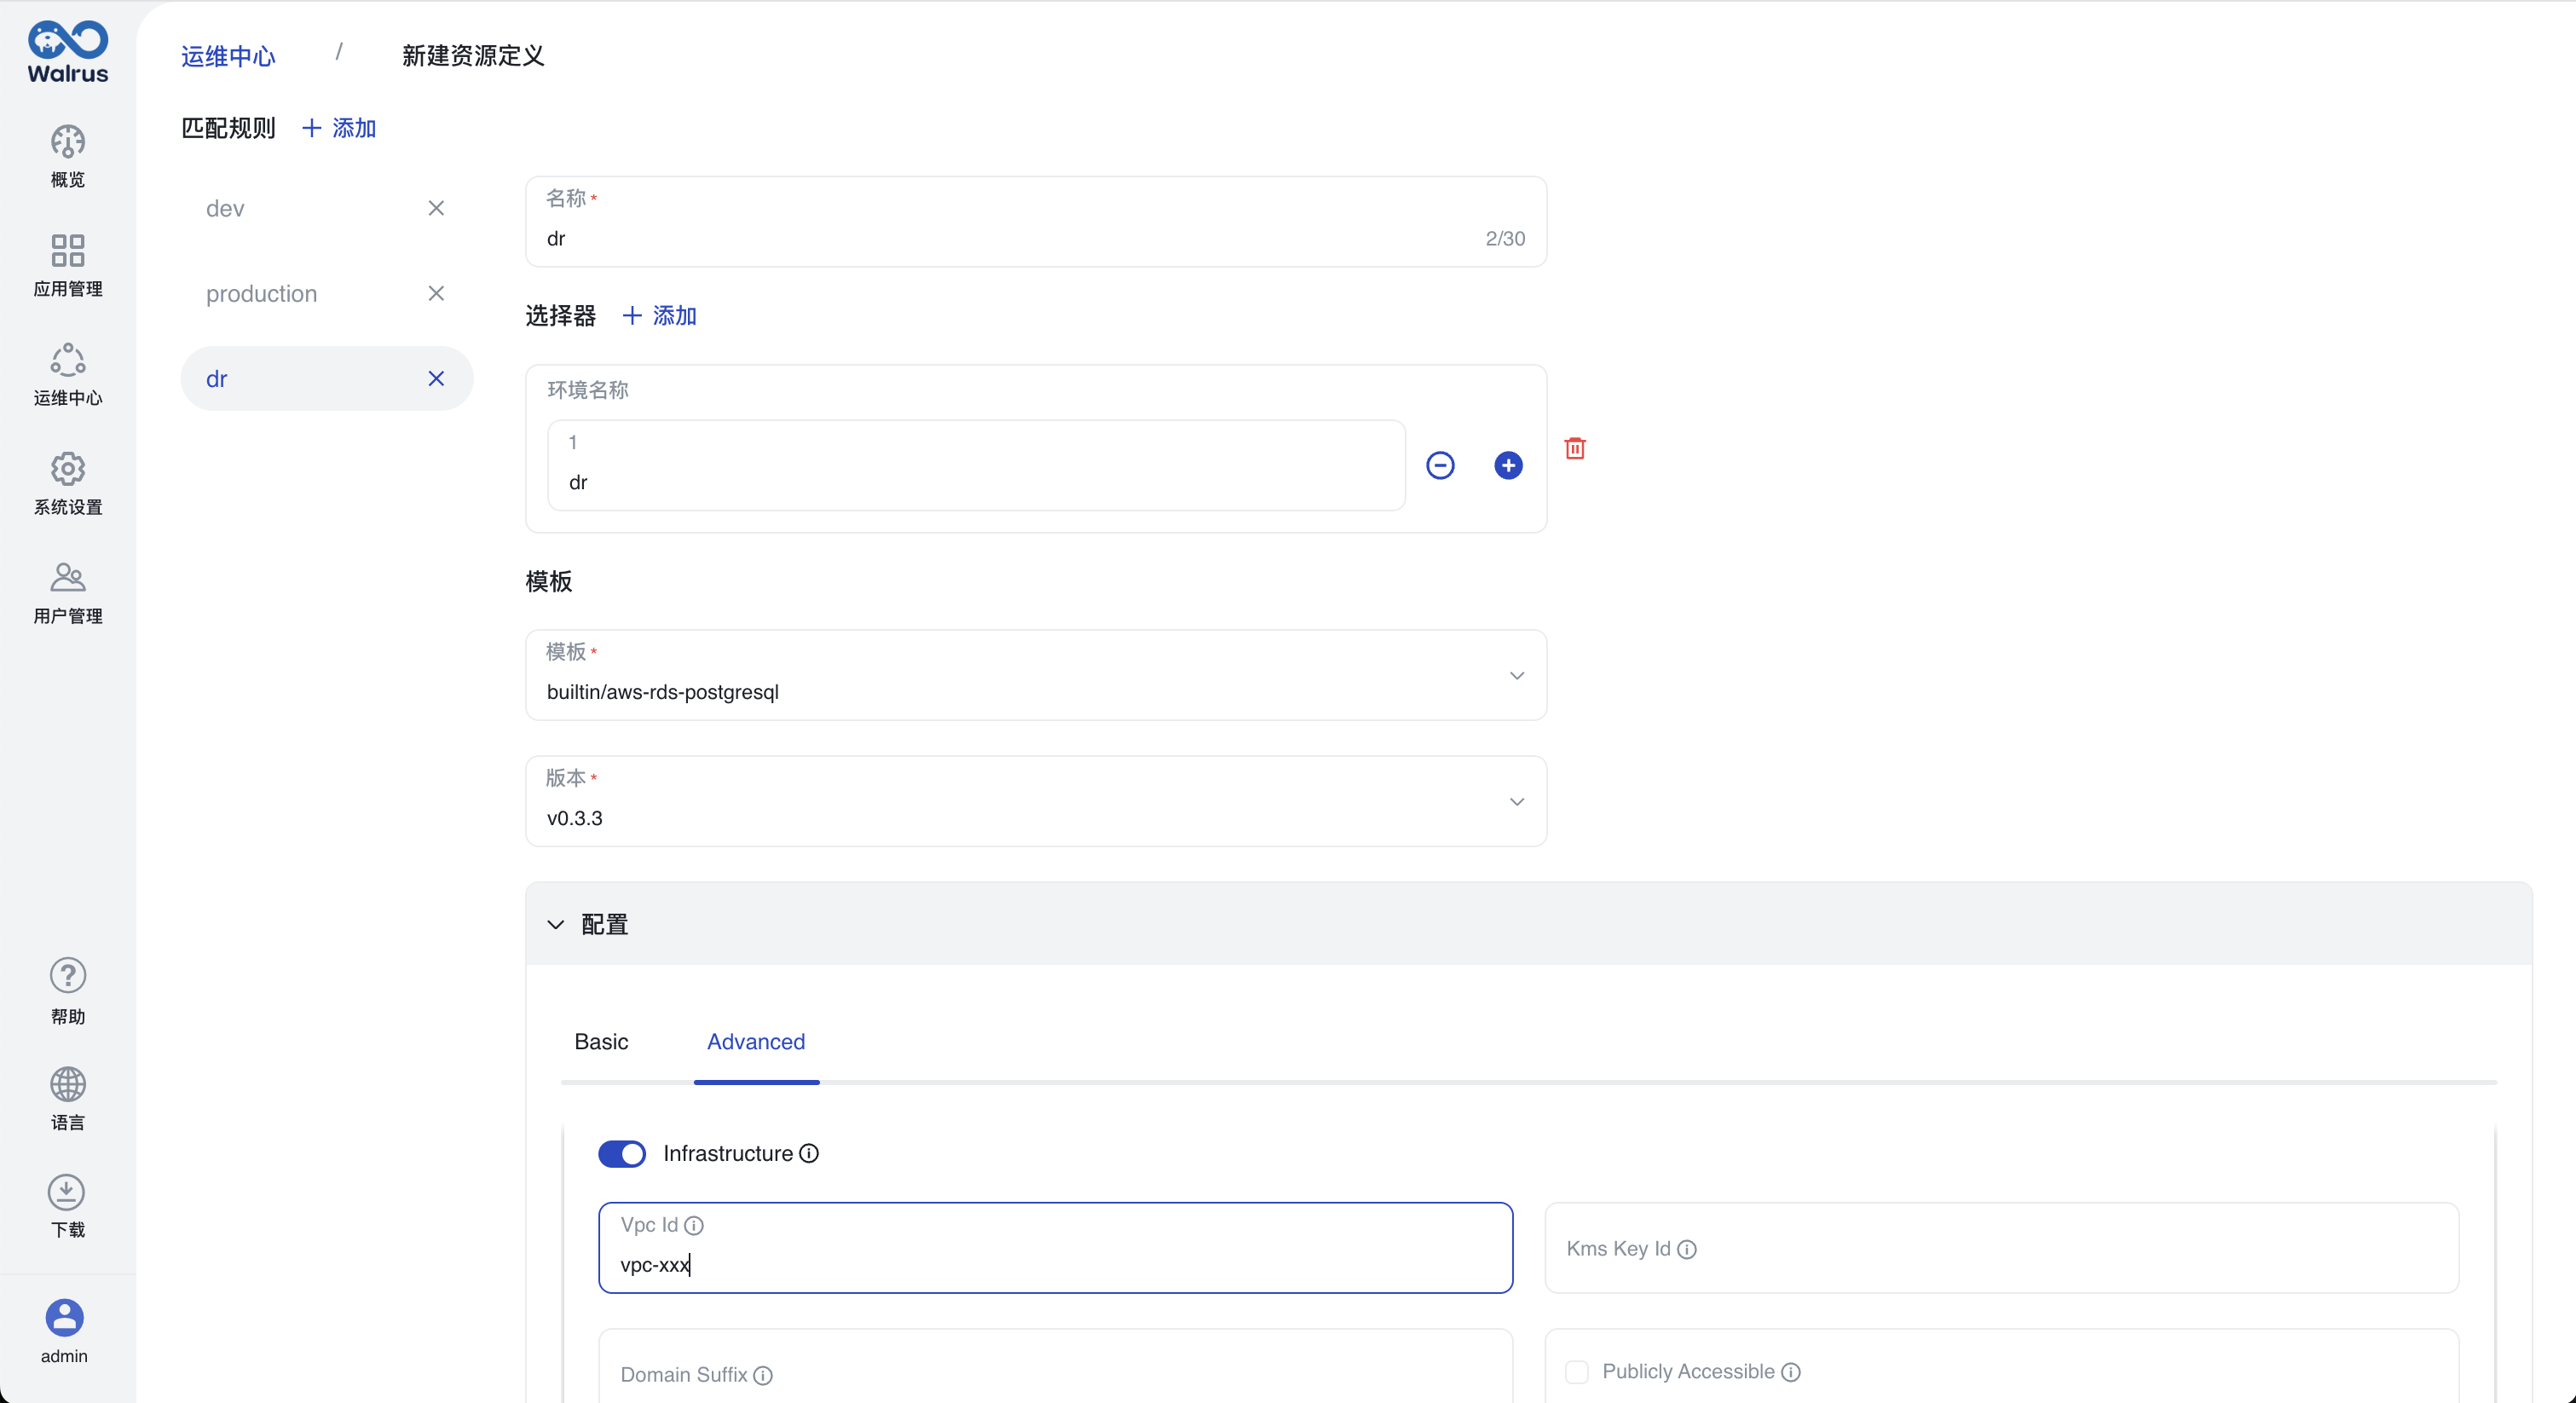 Walrus
概览
应用管理
运维中心
系统设置
用户管理
帮助
语言
下载
admin
运维中心 / 新建资源定义
匹配规则 + 添加
dev
production
dr
名称 *
dr 2/30
选择器 + 添加
环境名称
1
dr
模板
模板 *
builtin/aws-rds-postgresql
版本 *
v0.3.3
配置
Basic Advanced
Infrastructure
Vpc Id
vpc-xxx
Kms Key Id
Domain Suffix
Publicly Accessible